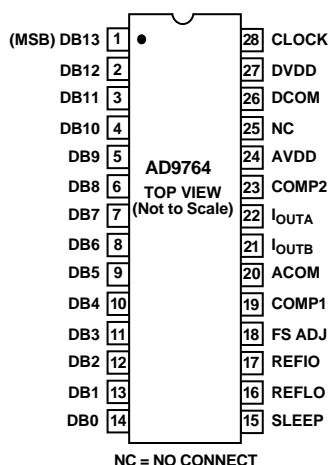 (MSB) DB13 1 28 CLOCK
DB12 2 27 DVDD
DB11 3 26 DCOM
DB10 4 25 NC
DB9 5 24 AVDD
AD9764
DB8 6 23 COMP2
TOP VIEW
DB7 7 22 IOUTA
(Not to Scale)
DB6 8 21 IOUTB
DB5 9 20 ACOM
DB4 10 19 COMP1
DB3 11 18 FS ADJ
DB2 12 17 REFIO
DB1 13 16 REFLO
DB0 14 15 SLEEP
NC = NO CONNECT